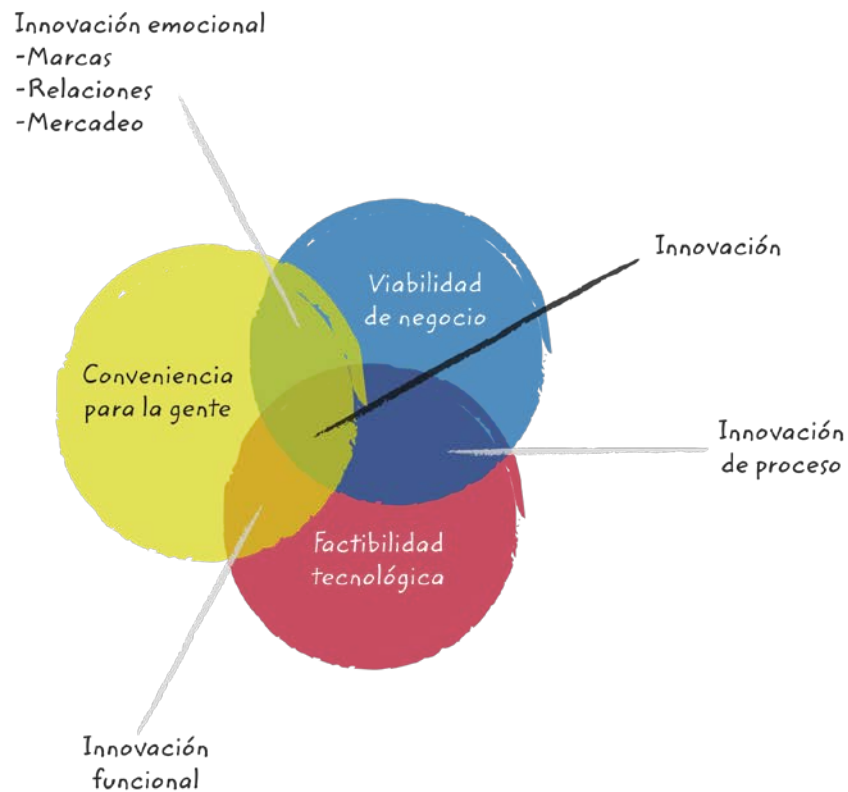 Innovación emocional
-Marcas
-Relaciones
-Mercadeo
Innovación
Viabilidad
de negocio
Conveniencia
para la gente
Innovación
de proceso
Factibilidad
tecnológica
Innovación
funcional